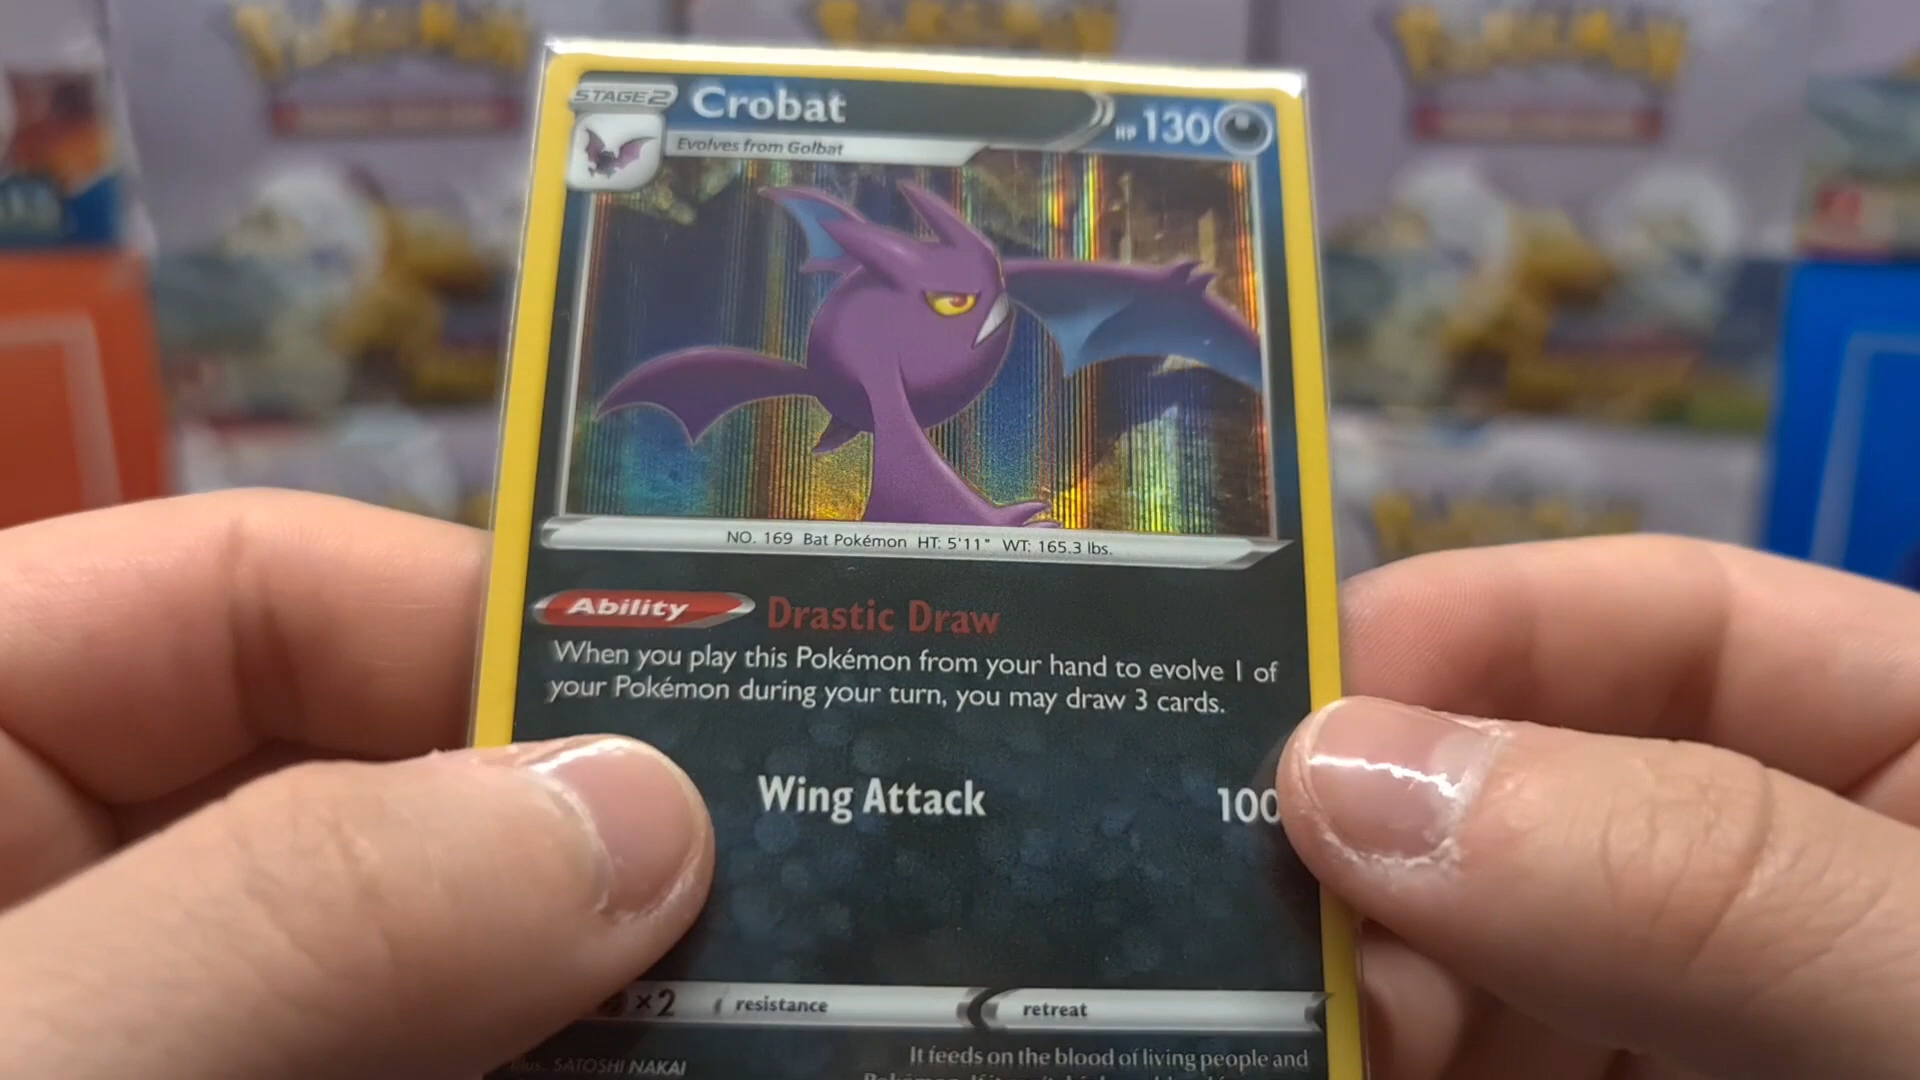 STAGE 2
Crobat
HP 130
Evolves from Golbat
NO. 169 Bat Pokémon HT: 5'11" WT: 165.3 lbs.
Ability Drastic Draw
When you play this Pokémon from your hand to evolve 1 of
your Pokémon during your turn, you may draw 3 cards.
Wing Attack 100
×2 resistance retreat
Illus. SATOSHI NAKAI
It feeds on the blood of living people and